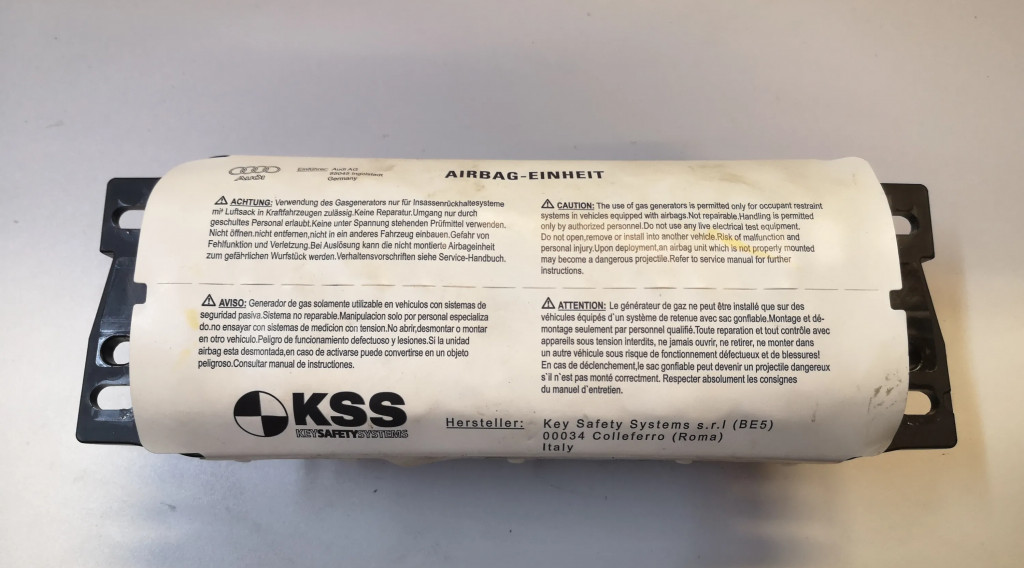 Audi
Einführer: Audi AG
85045 Ingolstadt
Germany
AIRBAG-EINHEIT
⚠ ACHTUNG: Verwendung des Gasgenerators nur für Insassenrückhaltesysteme
mit Luftsack in Kraftfahrzeugen zulässig.Keine Reparatur.Umgang nur durch
geschultes Personal erlaubt.Keine unter Spannung stehenden Prüfmittel verwenden.
Nicht öffnen.nicht entfernen,nicht in ein anderes Fahrzeug einbauen.Gefahr von
Fehlfunktion und Verletzung.Bei Auslösung kann die nicht montierte Airbageinheit
zum gefährlichen Wurfstück werden.Verhaltensvorschriften siehe Service-Handbuch.
⚠ CAUTION: The use of gas generators is permitted only for occupant restraint
systems in vehicles equipped with airbags.Not repairable.Handling is permitted
only by authorized personnel.Do not use any live electrical test equipment.
Do not open,remove or install into another vehicle.Risk of malfunction and
personal injury.Upon deployment,an airbag unit which is not properly mounted
may become a dangerous projectile.Refer to service manual for further
instructions.
⚠ AVISO: Generador de gas solamente utilizable en vehiculos con sistemas de
seguridad pasiva.Sistema no reparable.Manipulacion solo por personal especializa
do.no ensayar con sistemas de medicion con tension.No abrir,desmontar o montar
en otro vehiculo.Peligro de funcionamiento defectuoso y lesiones.Si la unidad
airbag esta desmontada,en caso de activarse puede convertirse en un objeto
peligroso.Consultar manual de instrucciones.
⚠ ATTENTION: Le générateur de gaz ne peut être installé que sur des
véhicules équipés d'un système de retenue avec sac gonflable.Montage et dé-
montage seulement par personnel qualifié.Toute reparation et tout contrôle avec
appareils sous tension interdits, ne jamais ouvrir, ne retirer, ne monter dans
un autre véhicule sous risque de fonctionnement défectueux et de blessures!
En cas de déclenchement,le sac gonflable peut devenir un projectile dangereux
s'il n'est pas monté correctement. Respecter absolument les consignes
du manuel d'entretien.
KSS
KEYSAFETYSYSTEMS
Hersteller: Key Safety Systems s.r.l (BE5)
00034 Colleferro (Roma)
Italy